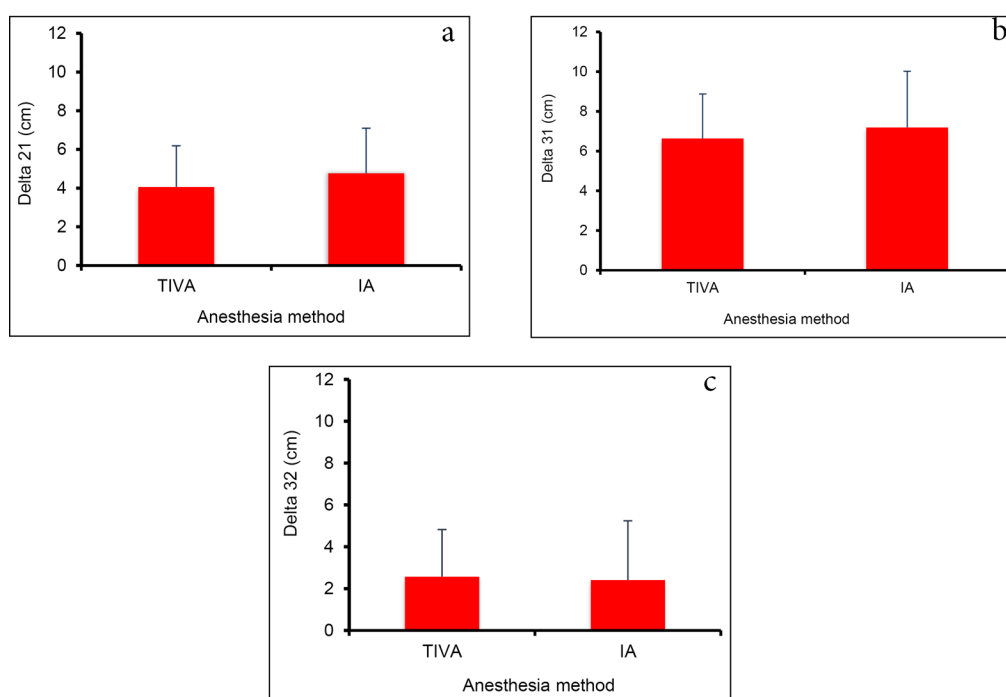 a
Delta 21 (cm)
12
10
8
6
4
2
0
TIVA IA
Anesthesia method
b
Delta 31 (cm)
12
10
8
6
4
2
0
TIVA IA
Anesthesia method
c
Delta 32 (cm)
12
10
8
6
4
2
0
TIVA IA
Anesthesia method